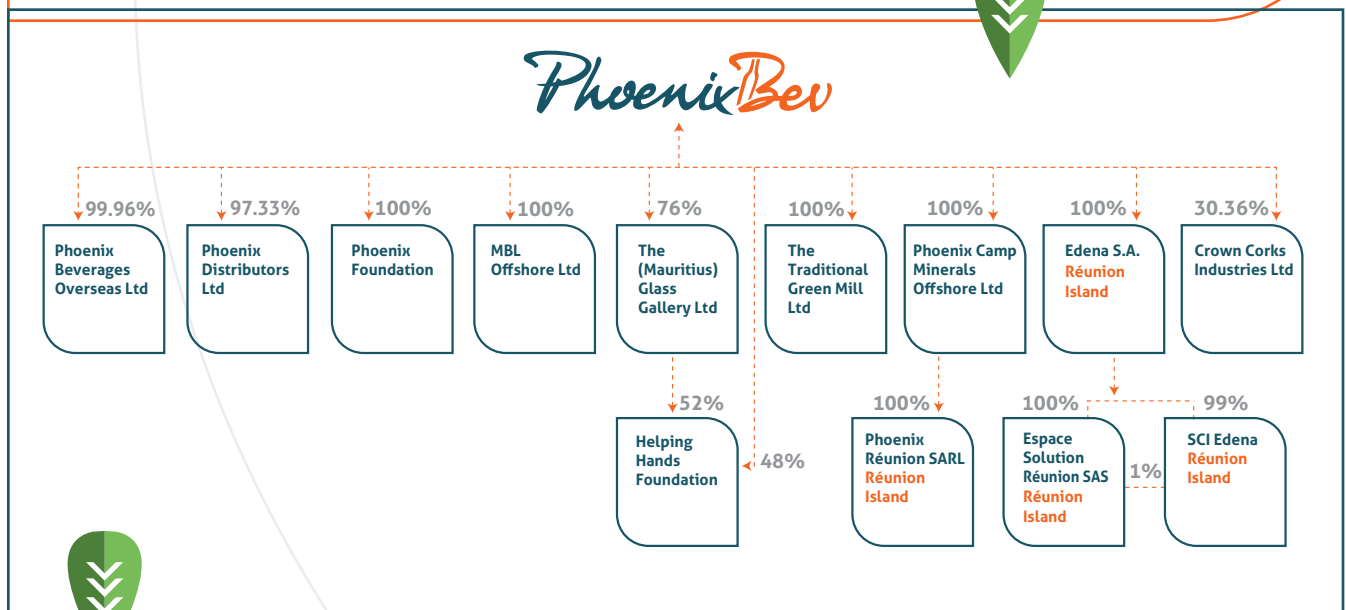 PhoenixBev
99.96%
97.33%
100%
100%
76%
100%
100%
100%
30.36%
Phoenix
Beverages
Overseas Ltd
Phoenix
Distributors
Ltd
Phoenix
Foundation
MBL
Offshore Ltd
The
(Mauritius)
Glass
Gallery Ltd
The
Traditional
Green Mill
Ltd
Phoenix Camp
Minerals
Offshore Ltd
Edena S.A.
Réunion
Island
Crown Corks
Industries Ltd
52%
48%
100%
100%
99%
1%
Helping
Hands
Foundation
Phoenix
Réunion SARL
Réunion
Island
Espace
Solution
Réunion SAS
Réunion
Island
SCI Edena
Réunion
Island